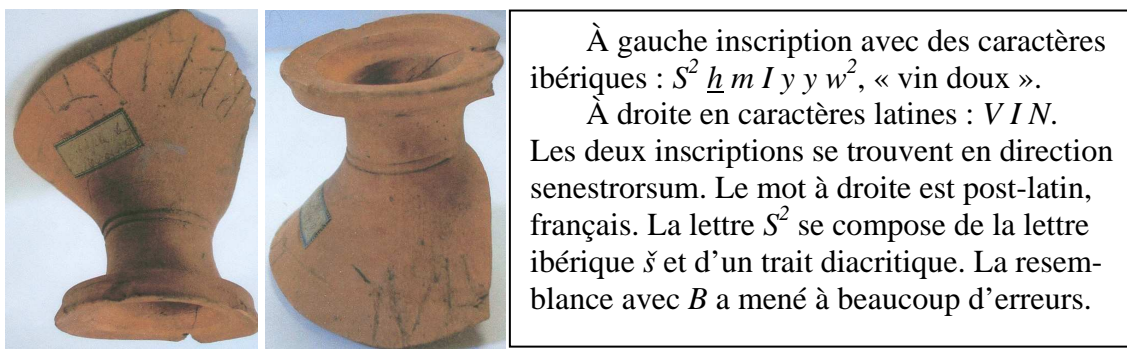 À gauche inscription avec des caractères
ibériques : S² h m I y y w², « vin doux ».
À droite en caractères latines : V I N.
Les deux inscriptions se trouvent en direction
senestrorsum. Le mot à droite est post-latin,
français. La lettre S² se compose de la lettre
ibérique š et d'un trait diacritique. La resem-
blance avec B a mené à beaucoup d'erreurs.